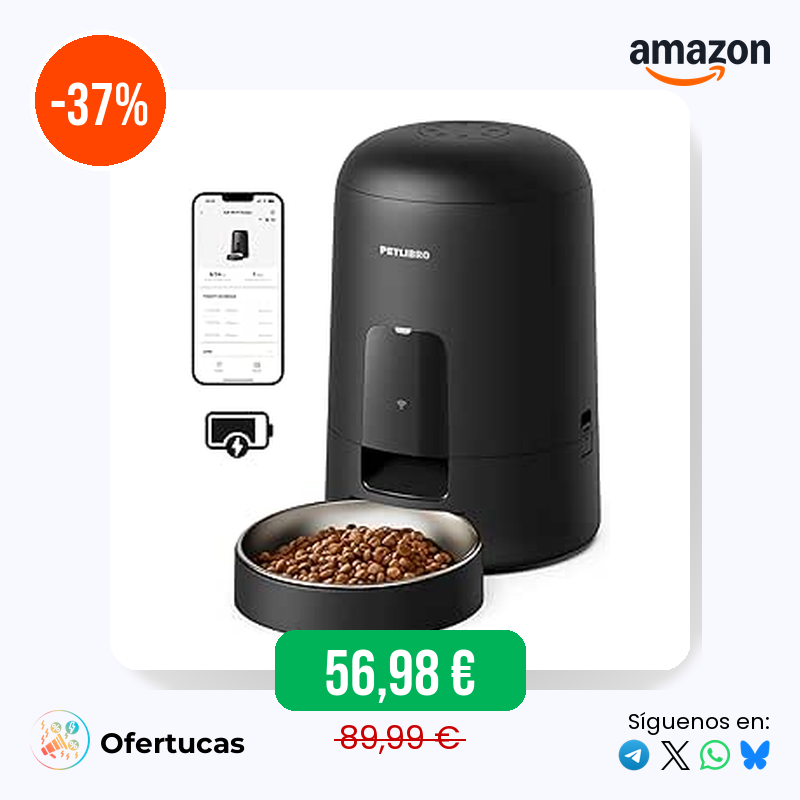 -37%
amazon
PETLIBRO
56,98 €
89,99 €
Ofertucas
Síguenos en: